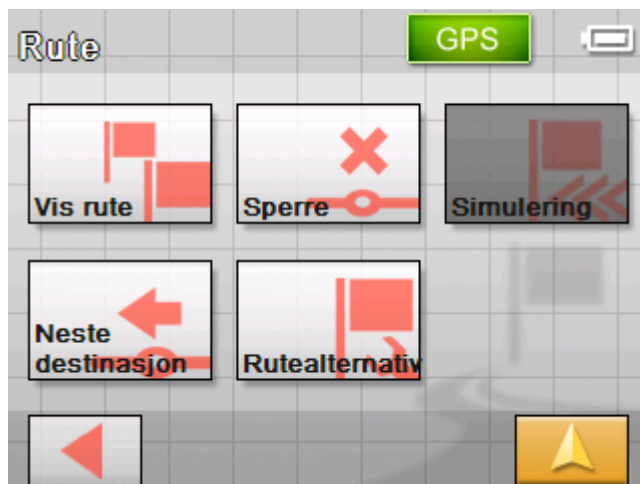 Rute
GPS
Vis rute
Sperre
Simulering
Neste
destinasjon
Rutealternativ